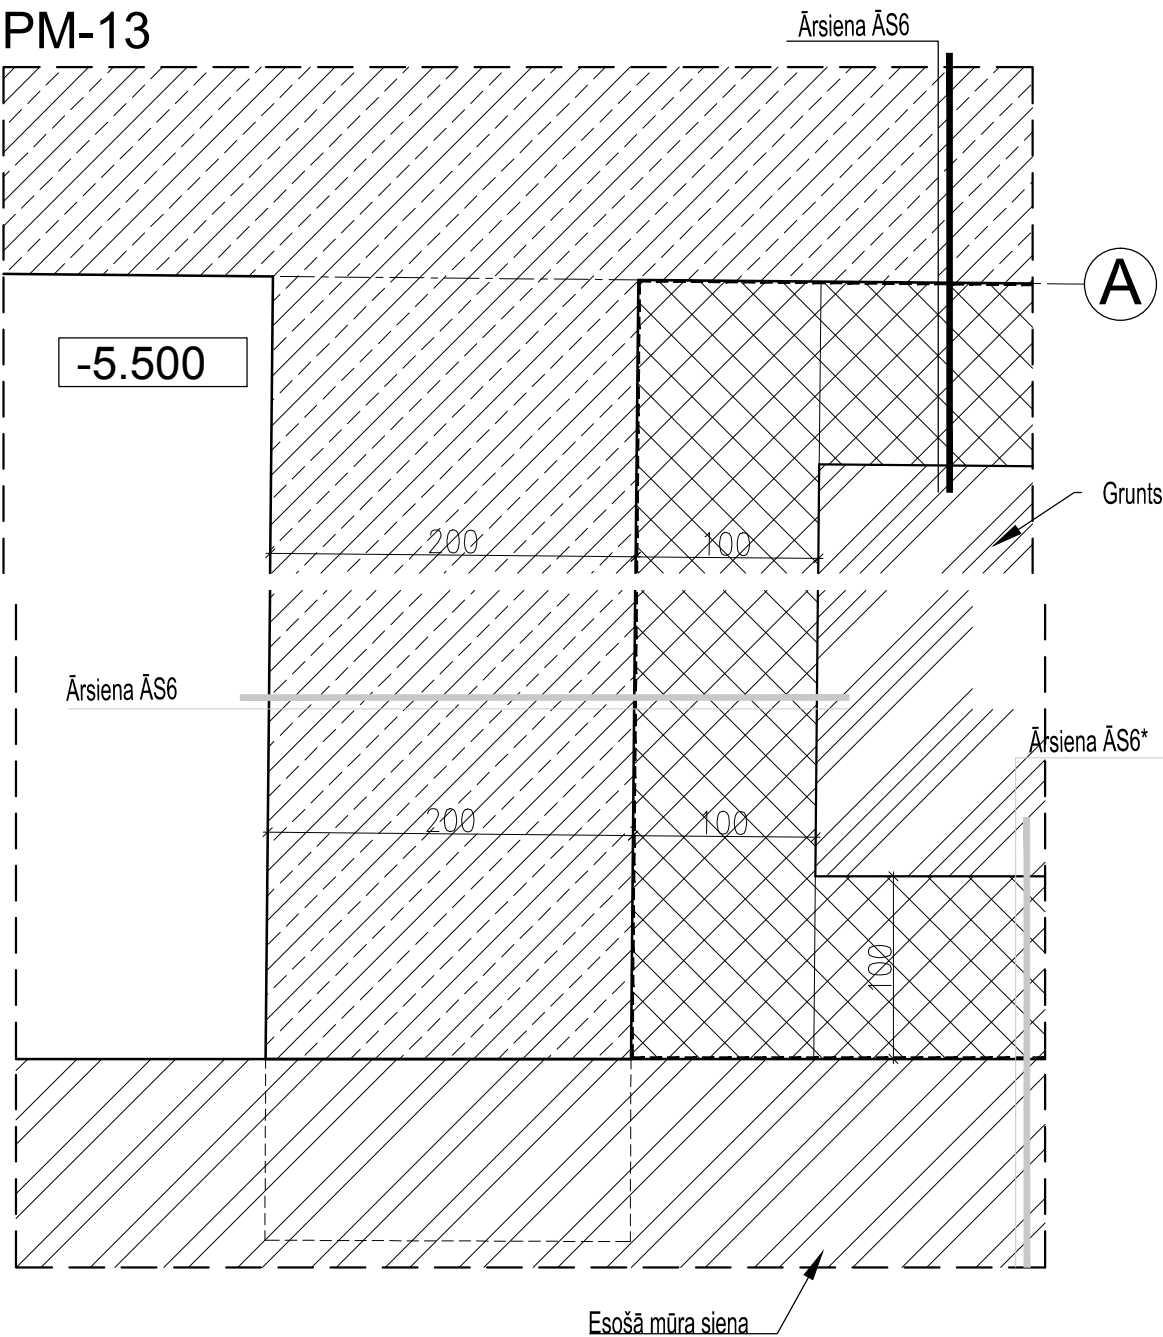 PM-13
Ārsiena ĀS6
A
-5.500
Grunts
200
100
Ārsiena ĀS6
Ārsiena ĀS6*
200
100
100
Esošā mūra siena